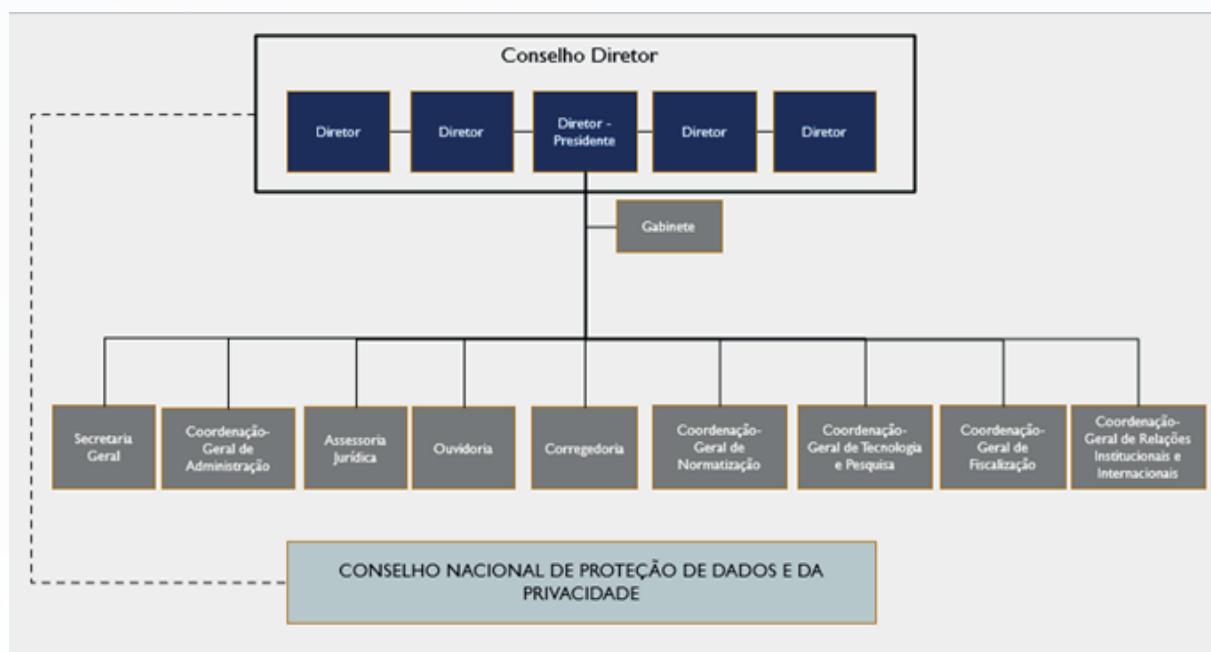 Conselho Diretor
Diretor
Diretor
Diretor -
Presidente
Diretor
Diretor
Gabinete
Secretaria
Geral
Coordenação-
Geral de
Administração
Assessoria
Jurídica
Ouvidoria
Corregedoria
Coordenação-
Geral de
Normatização
Coordenação-
Geral de Tecnologia
e Pesquisa
Coordenação-
Geral de
Fiscalização
Coordenação-
Geral de Relações
Institucionais e
Internacionais
CONSELHO NACIONAL DE PROTEÇÃO DE DADOS E DA
PRIVACIDADE